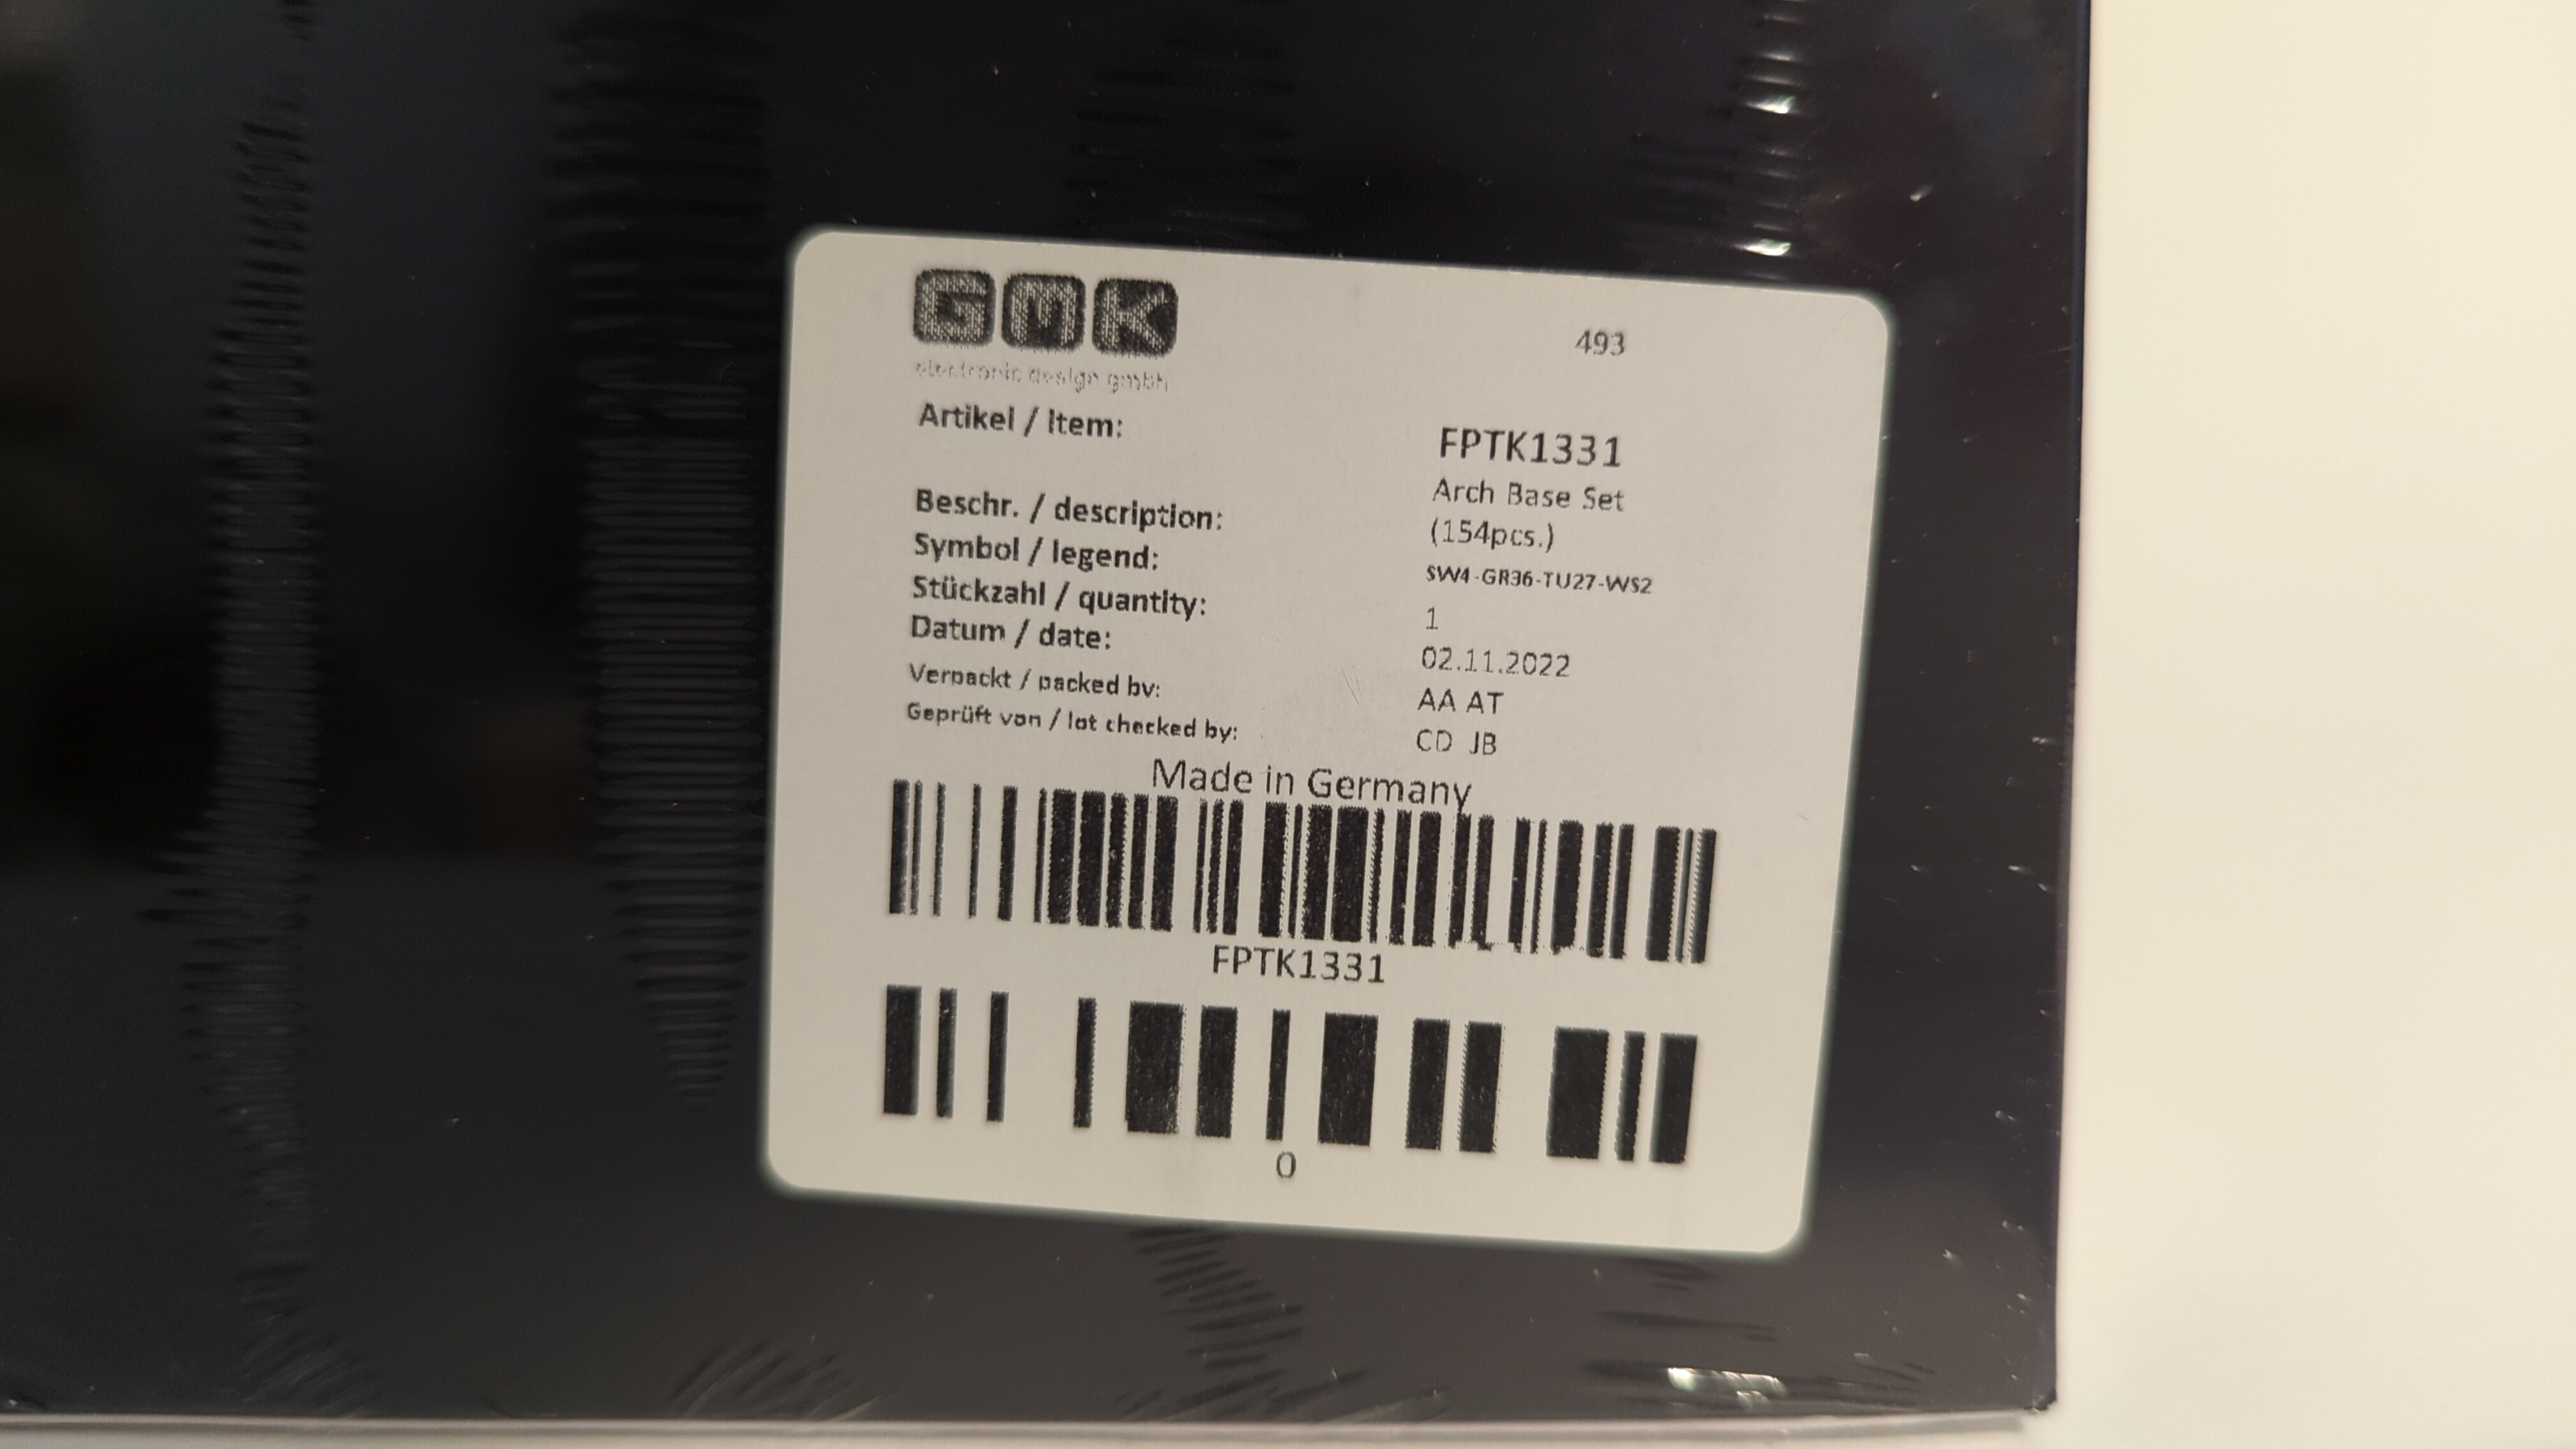 GMK
493
electronic design gmbh
Artikel / Item:
FPTK1331
Beschr. / description:
Arch Base Set
(154pcs.)
Symbol / legend:
SW4-GR36-TU27-WS2
Stückzahl / quantity:
1
Datum / date:
02.11.2022
Verpackt / packed by:
AA AT
Geprüft von / lot checked by:
CD JB
Made in Germany
FPTK1331
0